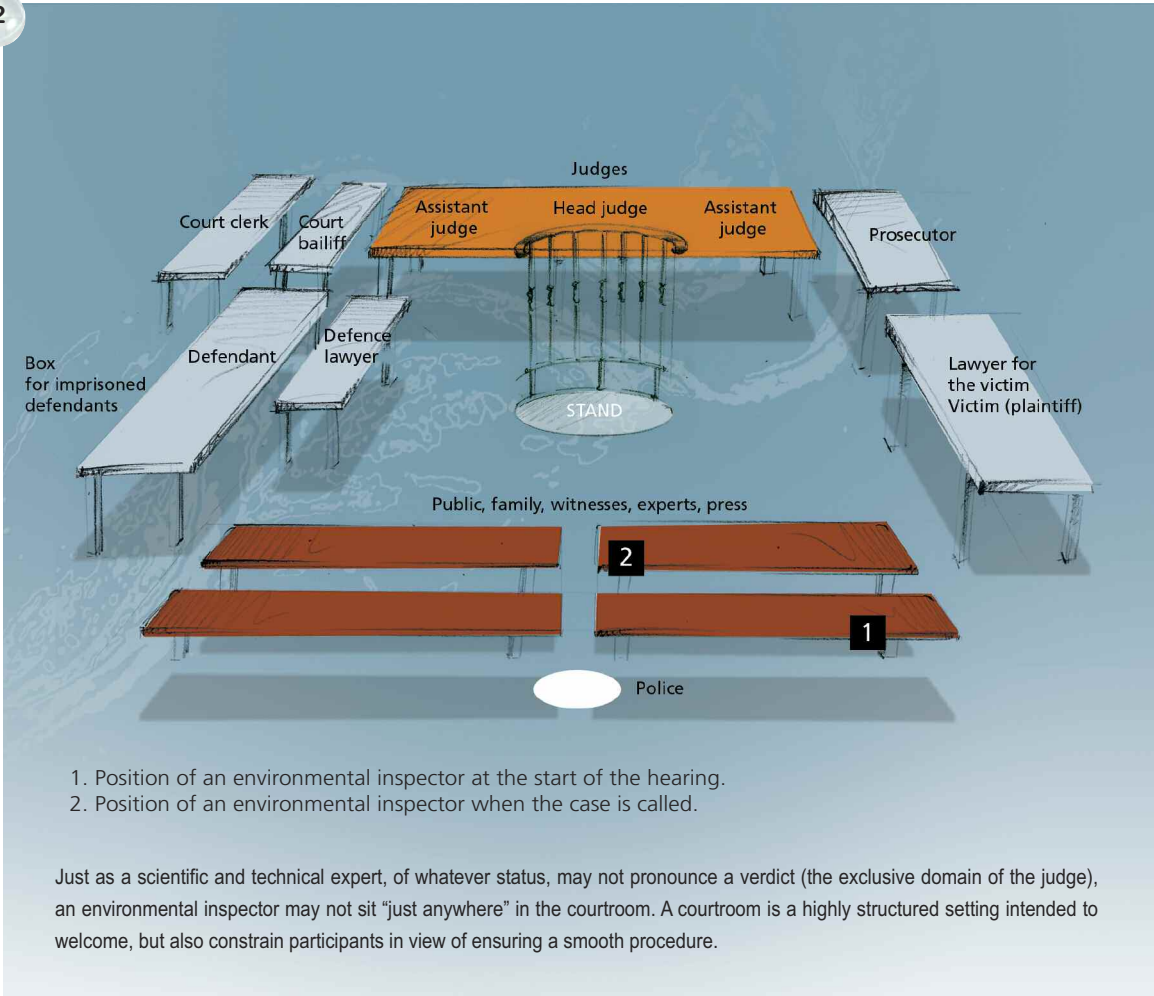 2
Judges
Assistant
judge
Head judge
Assistant
judge
Court clerk
Court
bailiff
Prosecutor
Box
for imprisoned
defendants
Defendant
Defence
lawyer
STAND
Lawyer for
the victim
Victim (plaintiff)
Public, family, witnesses, experts, press
2
1
Police
1. Position of an environmental inspector at the start of the hearing.
2. Position of an environmental inspector when the case is called.
Just as a scientific and technical expert, of whatever status, may not pronounce a verdict (the exclusive domain of the judge),
an environmental inspector may not sit “just anywhere” in the courtroom. A courtroom is a highly structured setting intended to
welcome, but also constrain participants in view of ensuring a smooth procedure.